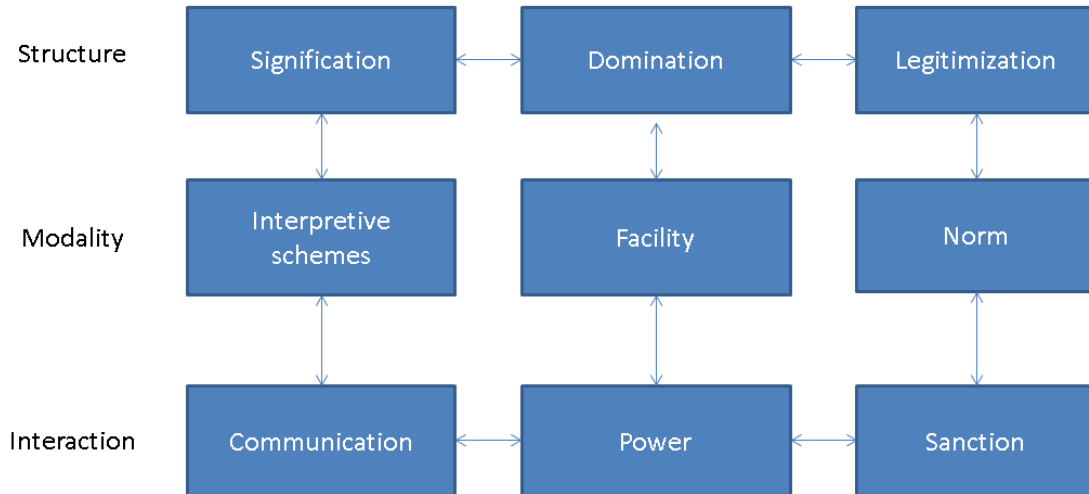 Structure
Signification
Domination
Legitimization
Modality
Interpretive
schemes
Facility
Norm
Interaction
Communication
Power
Sanction